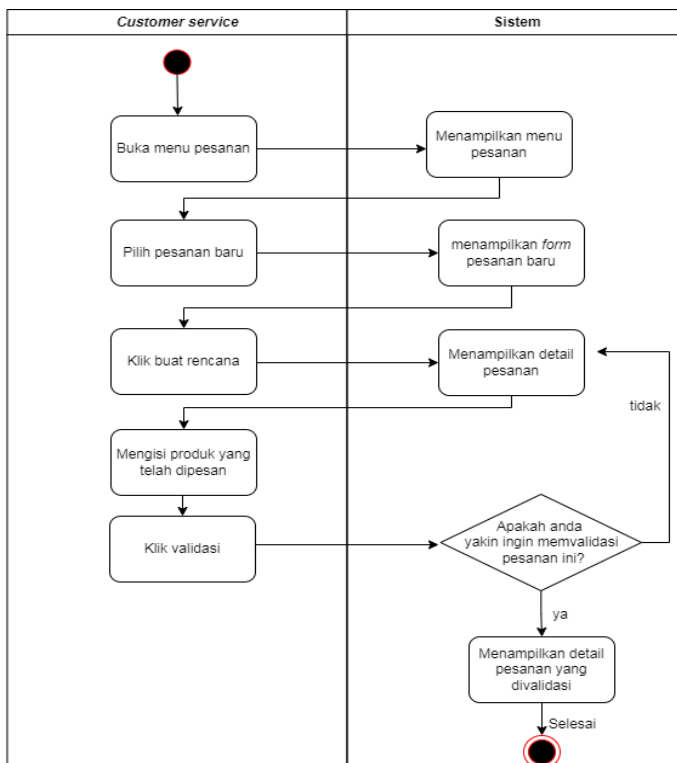 Customer service
Sistem
Buka menu pesanan
Menampilkan menu
pesanan
Pilih pesanan baru
menampilkan form
pesanan baru
Klik buat rencana
Menampilkan detail
pesanan
tidak
Mengisi produk yang
telah dipesan
Klik validasi
Apakah anda
yakin ingin memvalidasi
pesanan ini?
ya
Menampilkan detail
pesanan yang
divalidasi
Selesai